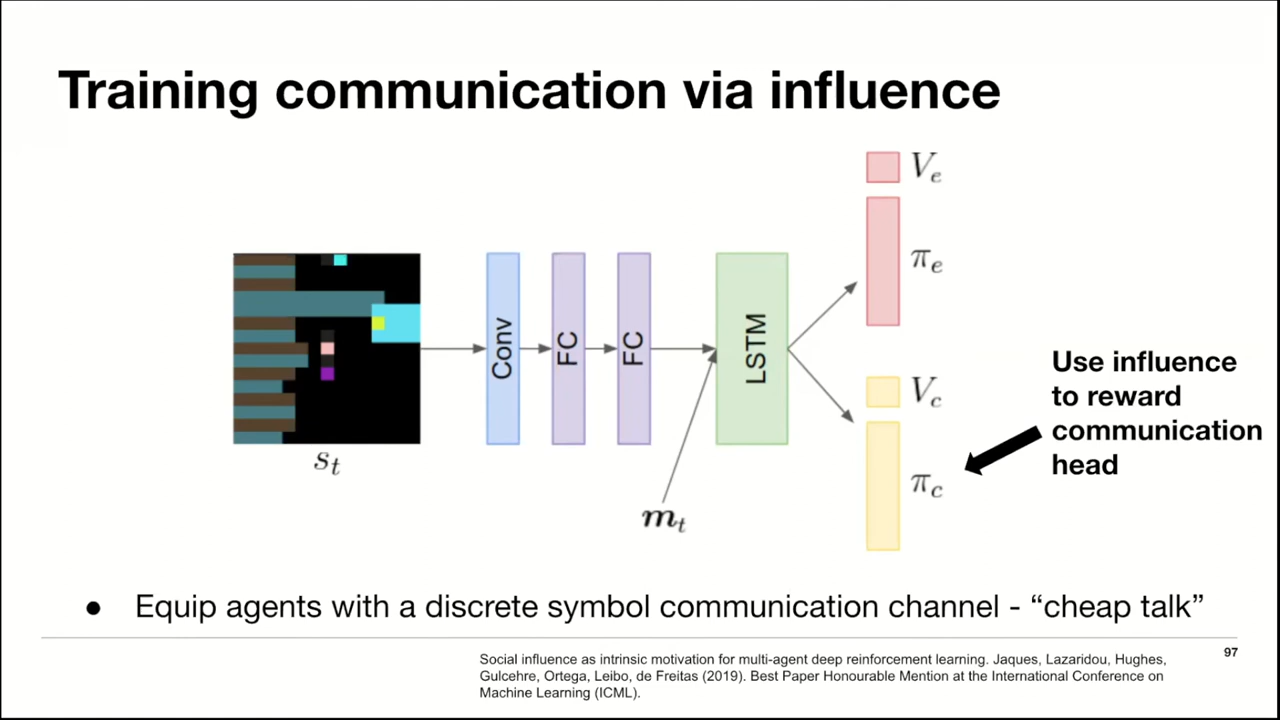 Training communication via influence
V_e
π_e
Conv
FC
FC
LSTM
V_c
π_c
s_t
m_t
Use influence
to reward
communication
head
● Equip agents with a discrete symbol communication channel - “cheap talk”
Social influence as intrinsic motivation for multi-agent deep reinforcement learning. Jaques, Lazaridou, Hughes,
Gulcehre, Ortega, Leibo, de Freitas (2019). Best Paper Honourable Mention at the International Conference on
Machine Learning (ICML).
97